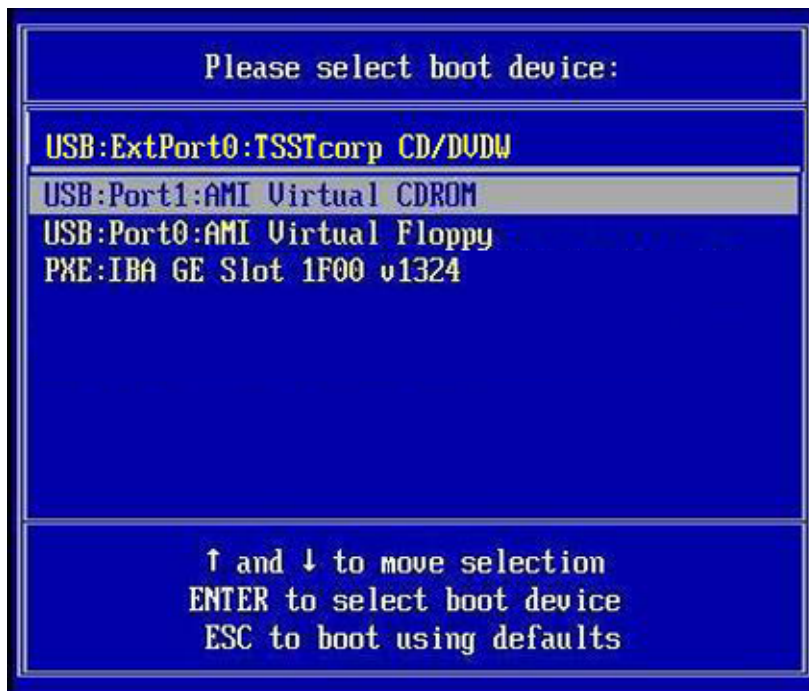 Please select boot device:
USB:ExtPort0:TSSTcorp CD/DVDW
USB:Port1:AMI Virtual CDROM
USB:Port0:AMI Virtual Floppy
PXE:IBA GE Slot 1F00 v1324
↑ and ↓ to move selection
ENTER to select boot device
ESC to boot using defaults